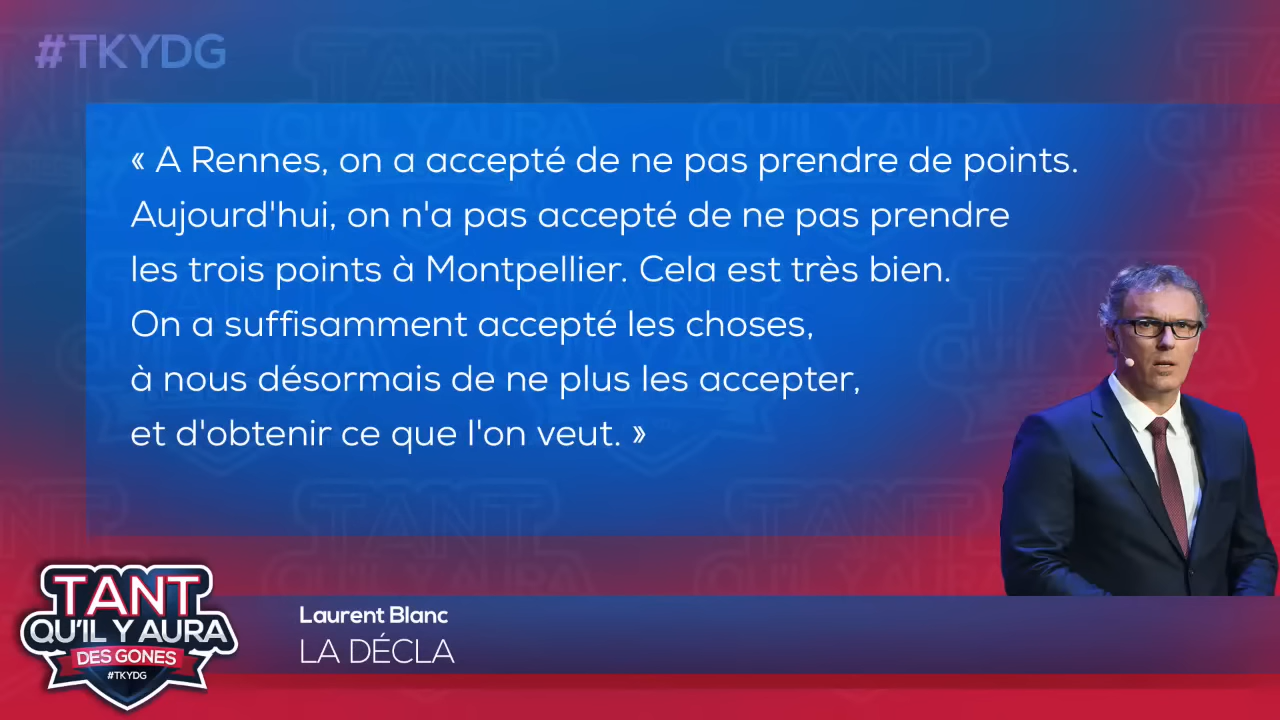 #TKYDG
« A Rennes, on a accepté de ne pas prendre de points.
Aujourd'hui, on n'a pas accepté de ne pas prendre
les trois points à Montpellier. Cela est très bien.
On a suffisamment accepté les choses,
à nous désormais de ne plus les accepter,
et d'obtenir ce que l'on veut. »
TANT
QU'IL Y AURA
DES GONES
#TKYDG
Laurent Blanc
LA DÉCLA